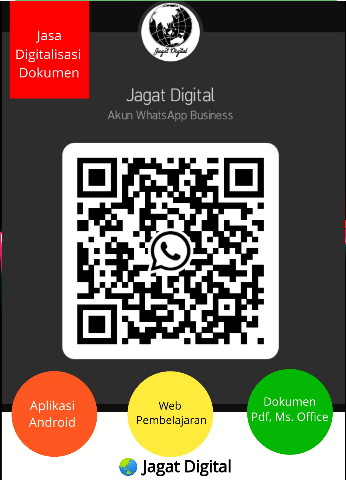 Jasa
Digitalisasi
Dokumen
Jagat Digital
Jagat Digital
Akun WhatsApp Business
Aplikasi
Android
Web
Pembelajaran
Dokumen
Pdf, Ms. Office
Jagat Digital